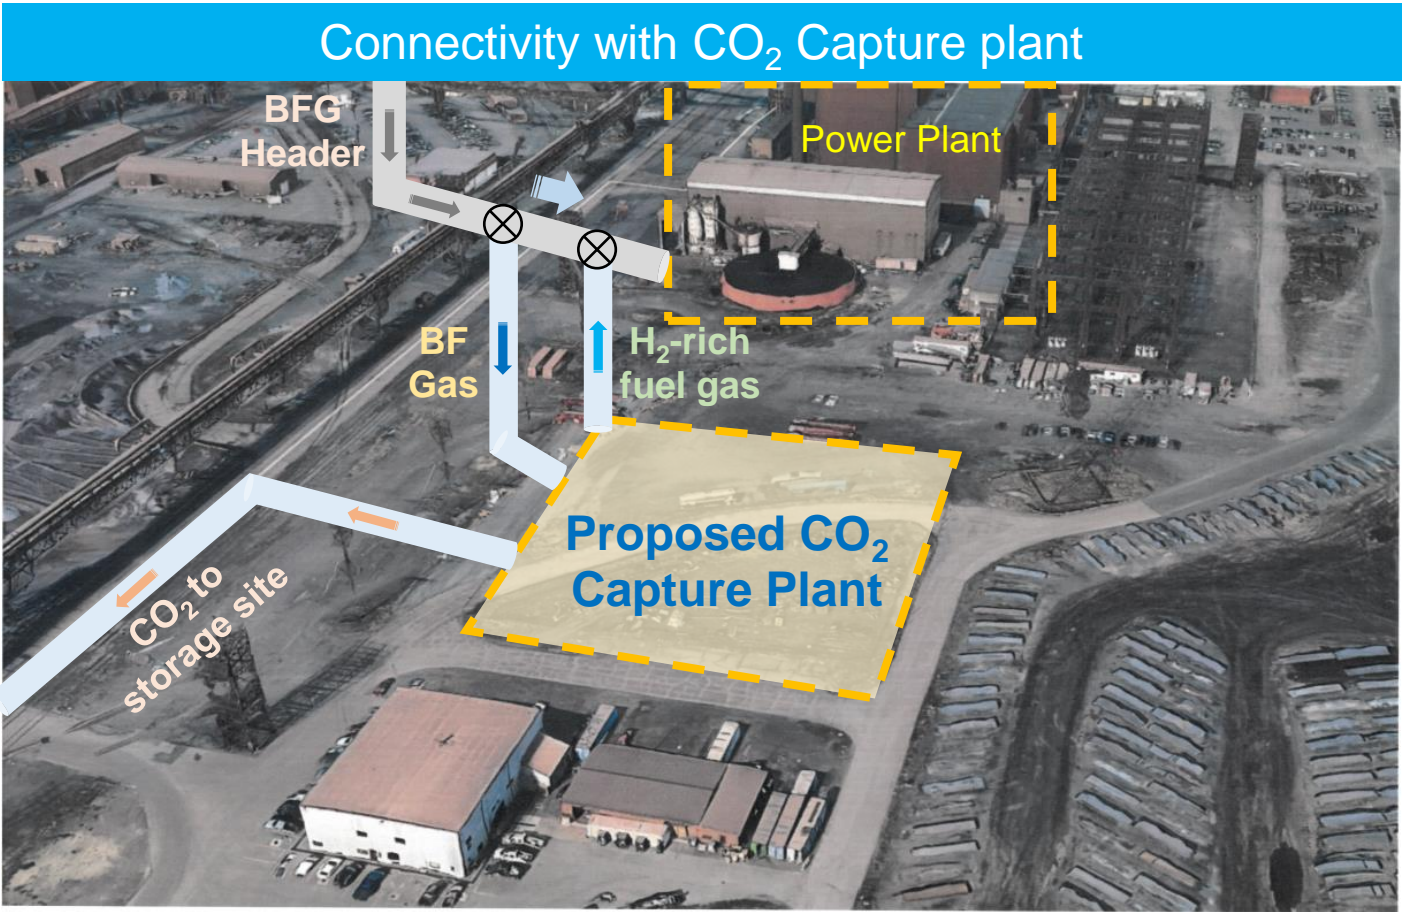 Connectivity with CO₂ Capture plant
BFG
Header
Power Plant
BF
Gas
H₂-rich
fuel gas
Proposed CO₂
Capture Plant
CO₂ to
storage site